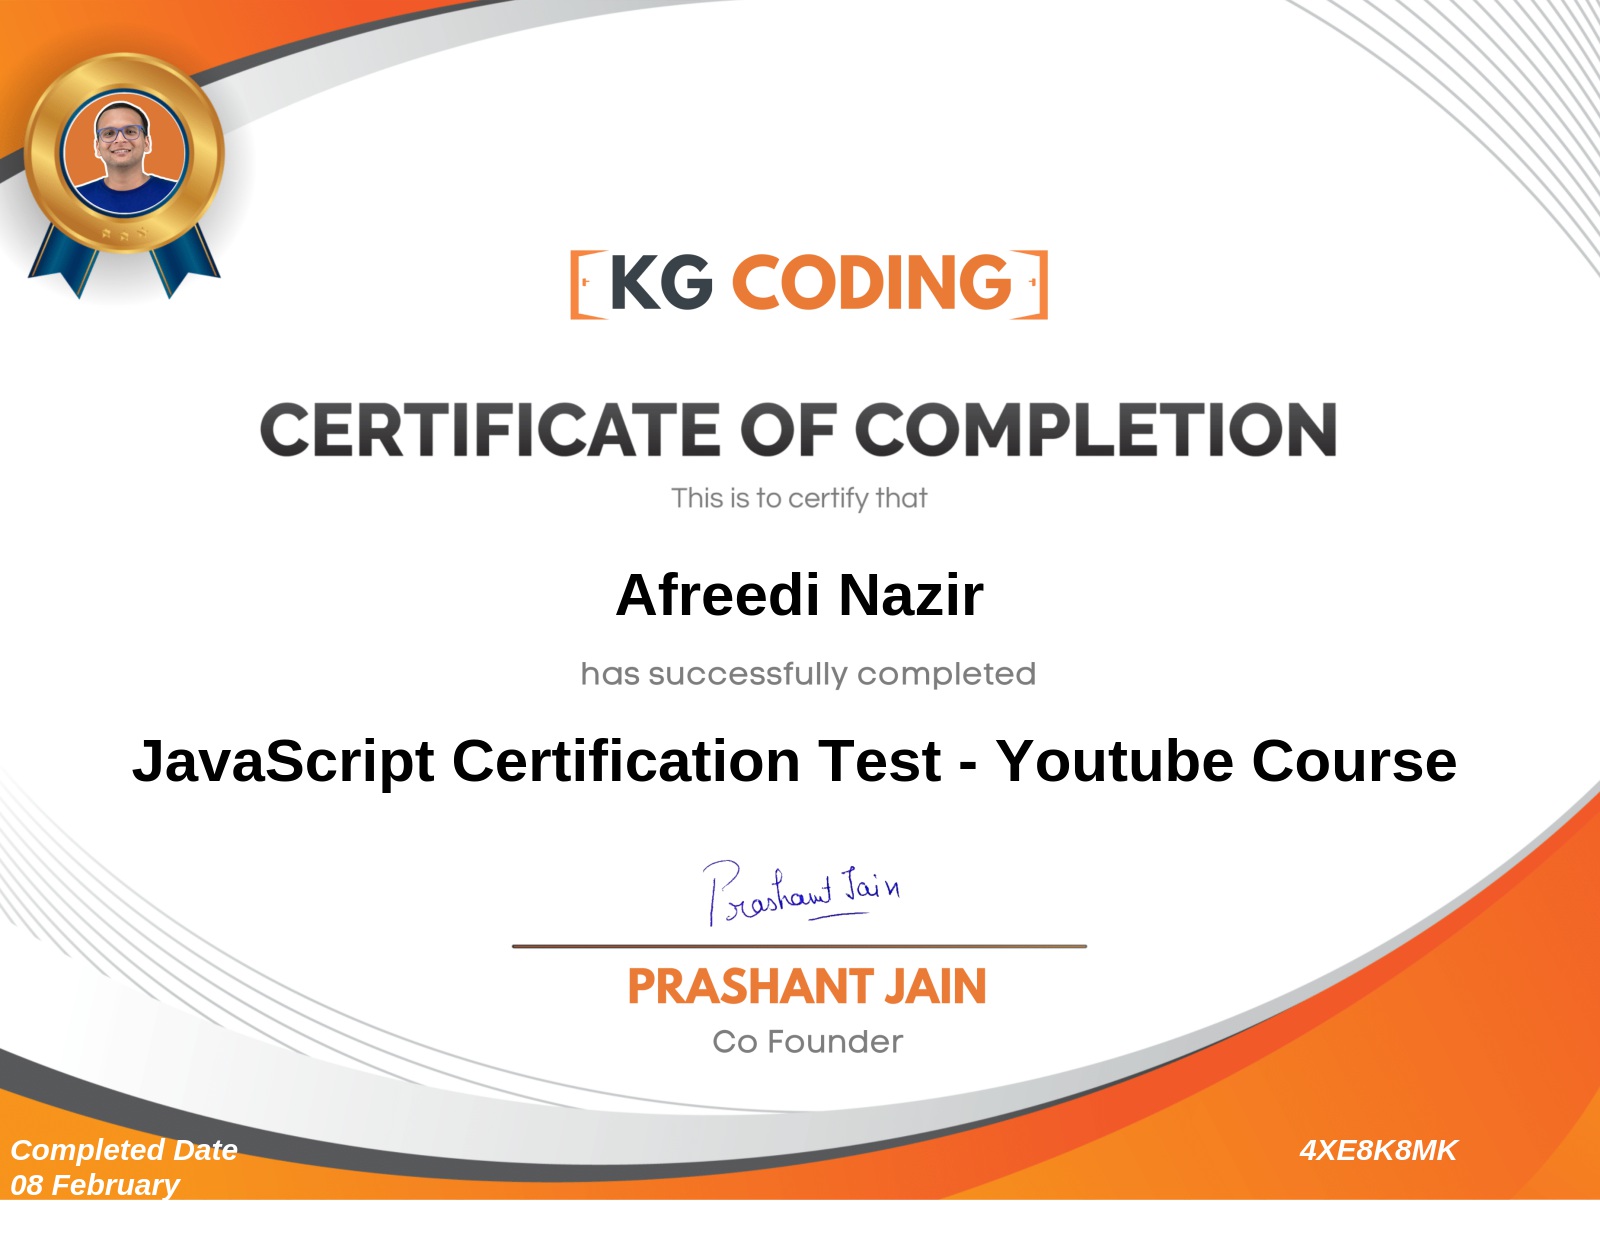 KG CODING
CERTIFICATE OF COMPLETION
This is to certify that
Afreedi Nazir
has successfully completed
JavaScript Certification Test - Youtube Course
Prashant Jain
PRASHANT JAIN
Co Founder
Completed Date
08 February
4XE8K8MK